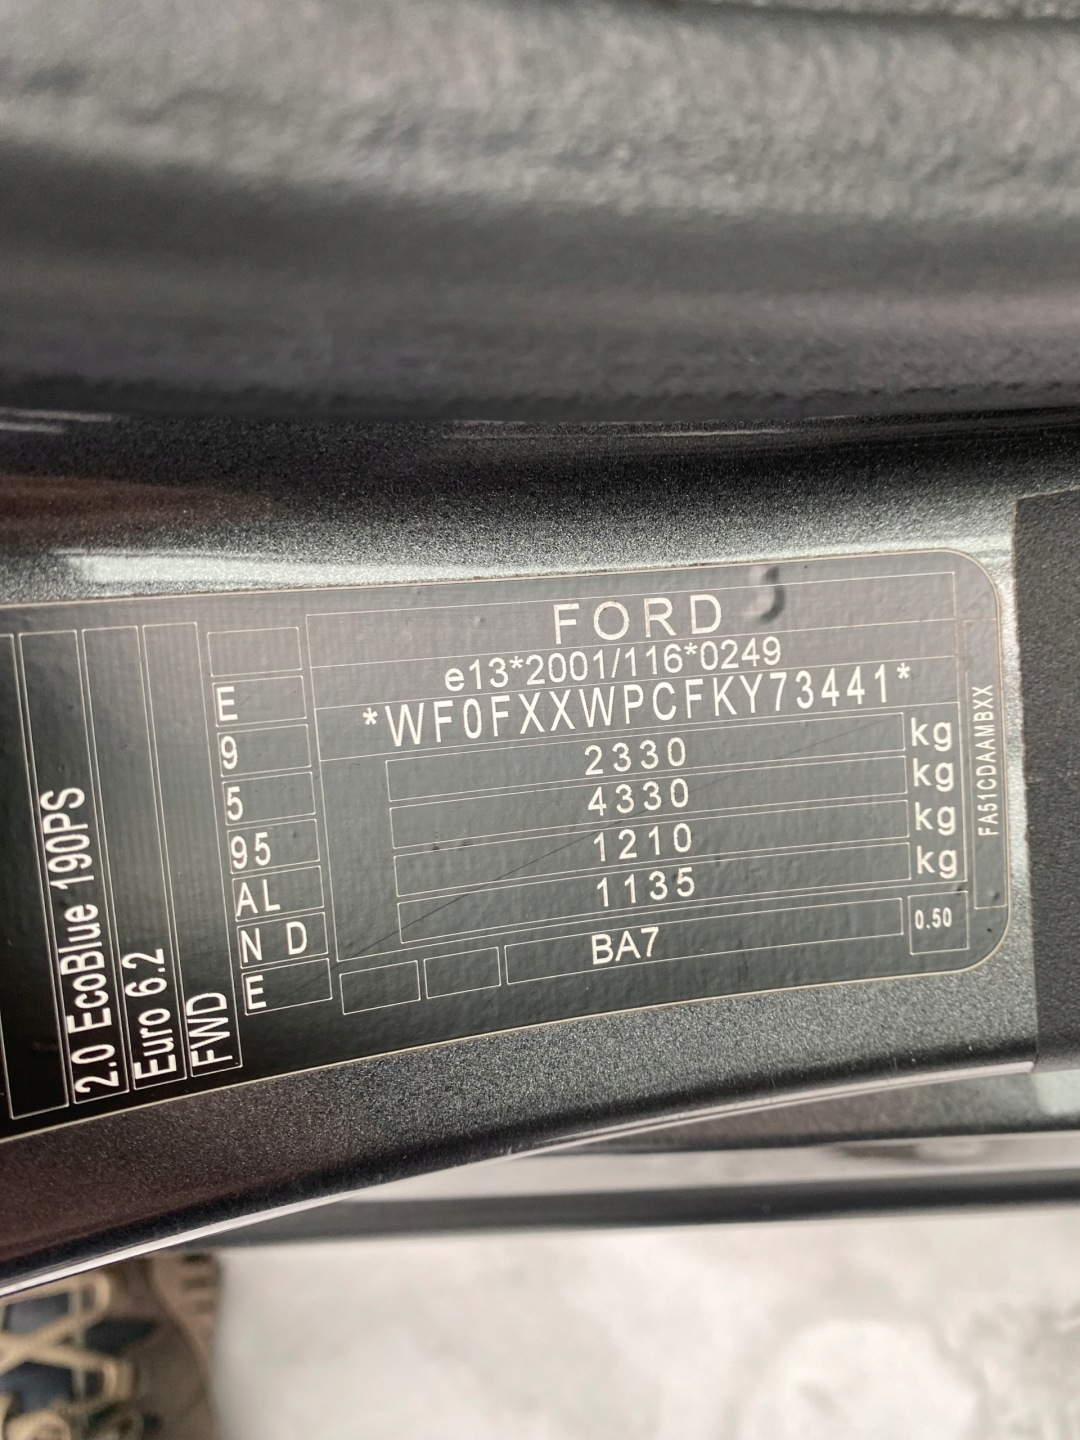 FORD
e13*2001/116*0249
*WF0FXXWPCFKY73441*
2330 kg
4330 kg
1210 kg
1135 kg
BA7
0.50
FA51CDAAMBXX
E
9
5
95
AL
N D
E
2.0 EcoBlue 190PS
Euro 6.2
FWD